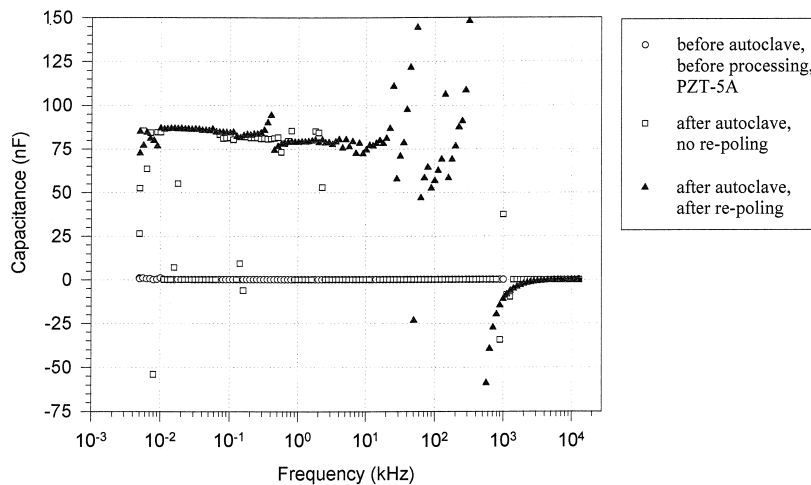 150
125
100
75
50
25
0
-25
-50
-75
Capacitance (nF)
10-3 10-2 10-1 100 101 102 103 104
Frequency (kHz)
before autoclave,
before processing,
PZT-5A
after autoclave,
no re-poling
after autoclave,
after re-poling